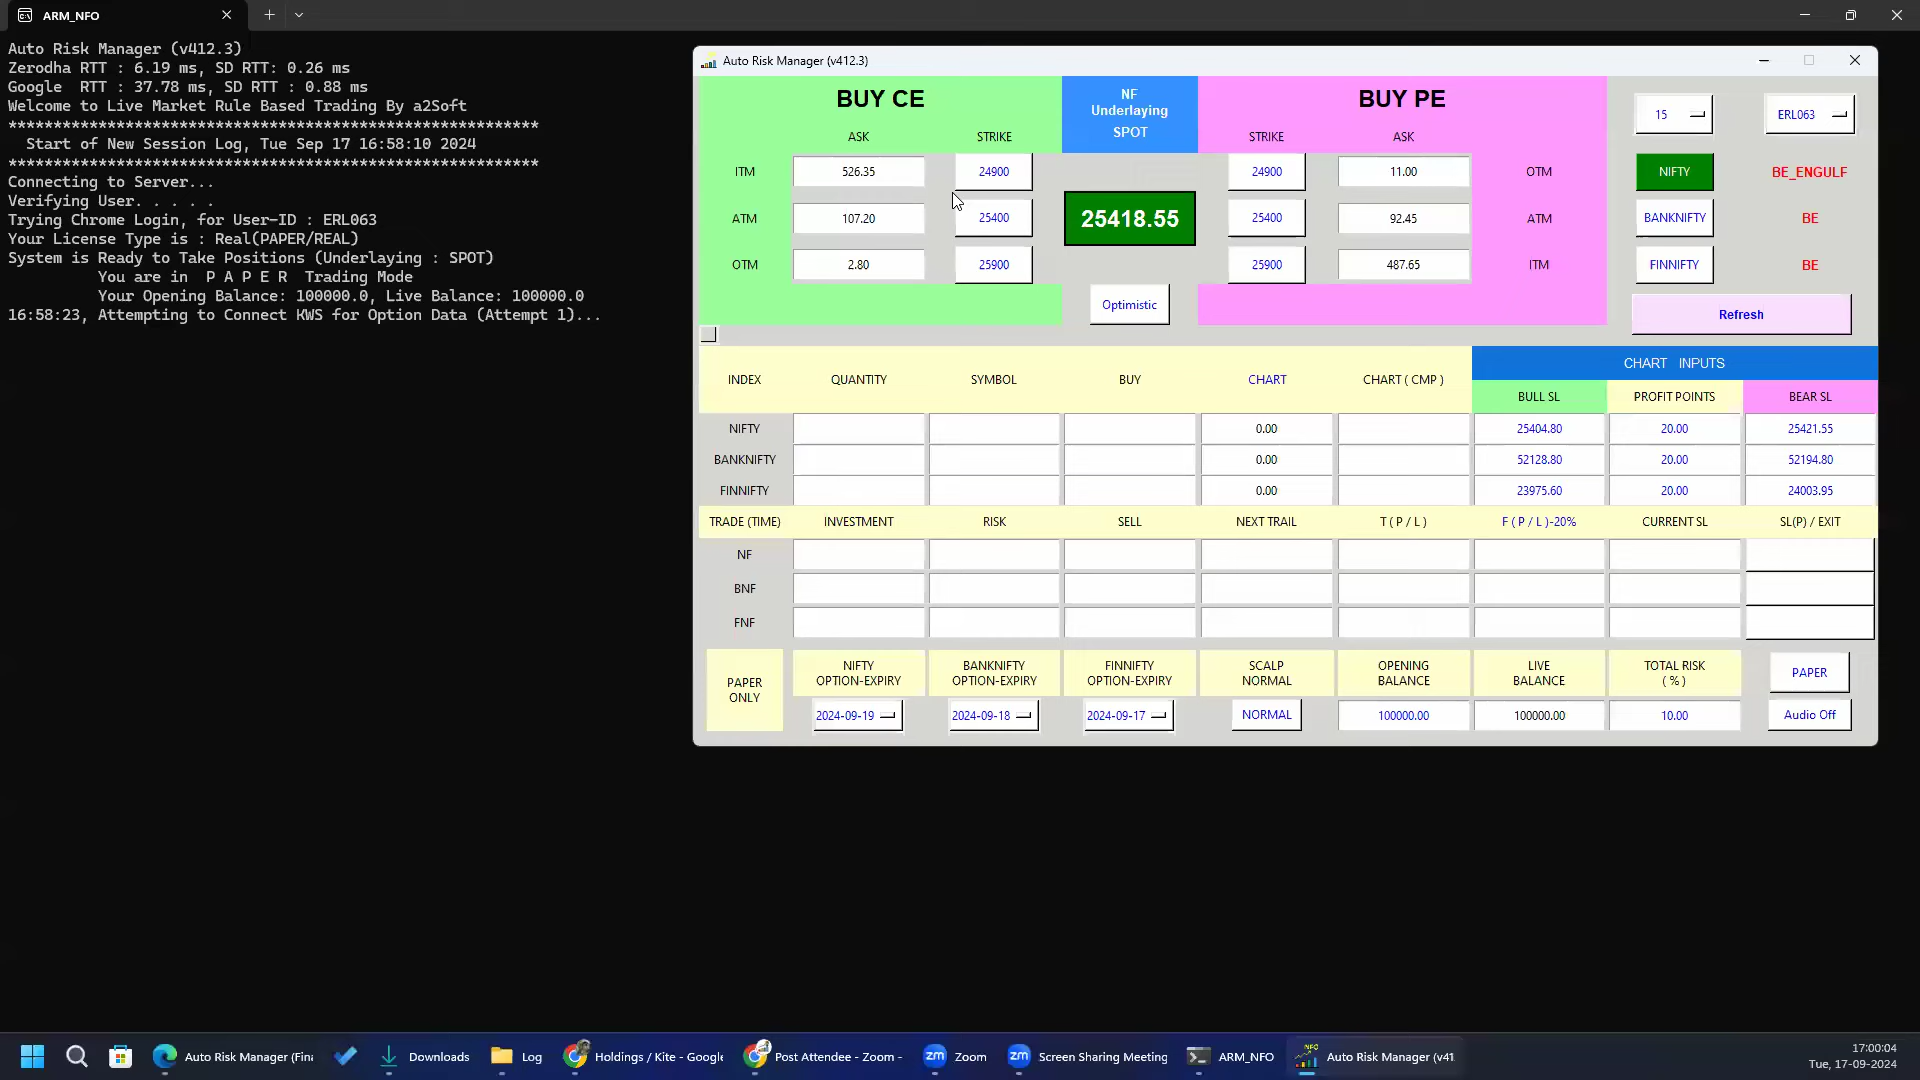 ARM_NFO
Auto Risk Manager (v412.3)
Zerodha RTT : 6.19 ms, SD RTT: 0.26 ms
Google  RTT : 37.78 ms, SD RTT : 0.88 ms
Welcome to Live Market Rule Based Trading By a2Soft
***********************************************************
Start of New Session Log, Tue Sep 17 16:58:10 2024
***********************************************************
Connecting to Server...
Verifying User. . . . .
Trying Chrome Login, for User-ID : ERL063
Your License Type is : Real(PAPER/REAL)
System is Ready to Take Positions (Underlaying : SPOT)
You are in  P A P E R  Trading Mode
Your Opening Balance: 100000.0, Live Balance: 100000.0
16:58:23, Attempting to Connect KWS for Option Data (Attempt 1)...
Auto Risk Manager (v412.3)
BUY CE
NF
Underlaying
SPOT
BUY PE
15 ERL063
ASK STRIKE STRIKE ASK
ITM 526.35 24900 24900 11.00 OTM NIFTY BE_ENGULF
ATM 107.20 25400 25418.55 25400 92.45 ATM BANKNIFTY BE
OTM 2.80 25900 25900 487.65 ITM FINNIFTY BE
Optimistic Refresh
CHART INPUTS
INDEX QUANTITY SYMBOL BUY CHART CHART ( CMP ) BULL SL PROFIT POINTS BEAR SL
NIFTY 0.00 25404.80 20.00 25421.55
BANKNIFTY 0.00 52128.80 20.00 52194.80
FINNIFTY 0.00 23975.60 20.00 24003.95
TRADE (TIME) INVESTMENT RISK SELL NEXT TRAIL T ( P / L ) F ( P / L )-20% CURRENT SL SL(P) / EXIT
NF
BNF
FNF
PAPER
ONLY
NIFTY
OPTION-EXPIRY
BANKNIFTY
OPTION-EXPIRY
FINNIFTY
OPTION-EXPIRY
SCALP
NORMAL
OPENING
BALANCE
LIVE
BALANCE
TOTAL RISK
( % )
PAPER
2024-09-19 2024-09-18 2024-09-17 NORMAL 100000.00 100000.00 10.00 Audio Off
Auto Risk Manager (Fina Downloads Log Holdings / Kite - Google Post Attendee - Zoom - zm Zoom zm Screen Sharing Meeting ARM_NFO NFO Auto Risk Manager (v41
17:00:04
Tue, 17-09-2024